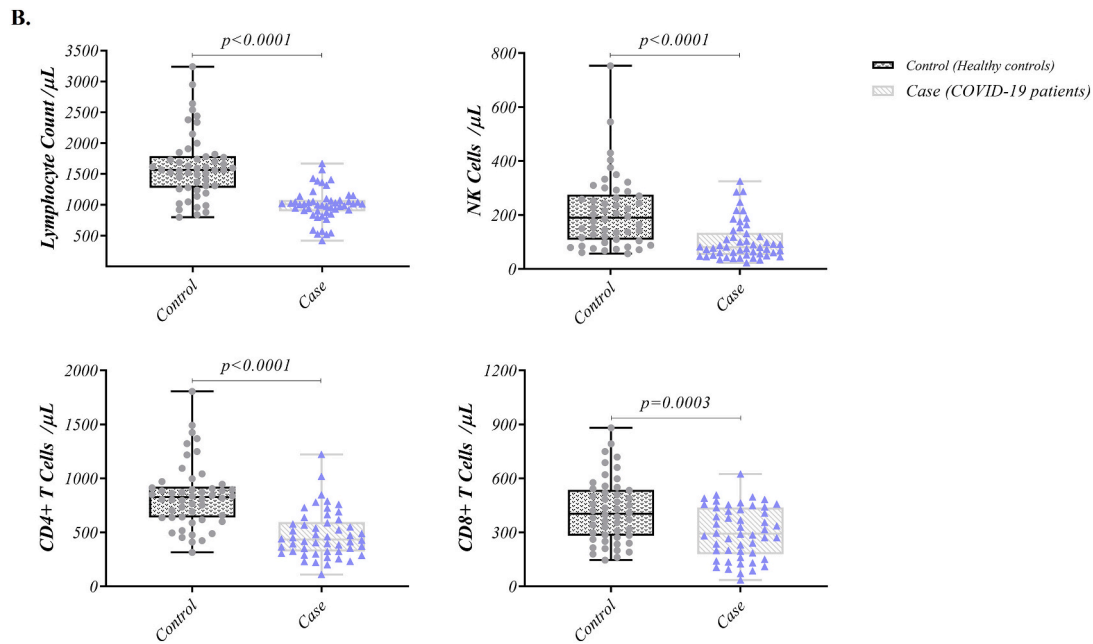 B.
p<0.0001
3500
3000
2500
2000
1500
1000
500
Lymphocyte Count /μL
Control
Case
p<0.0001
800
600
400
200
0
NK Cells /μL
Control
Case
Control (Healthy controls)
Case (COVID-19 patients)
p<0.0001
2000
1500
1000
500
0
CD4+ T Cells /μL
Control
Case
p=0.0003
1200
900
600
300
0
CD8+ T Cells /μL
Control
Case